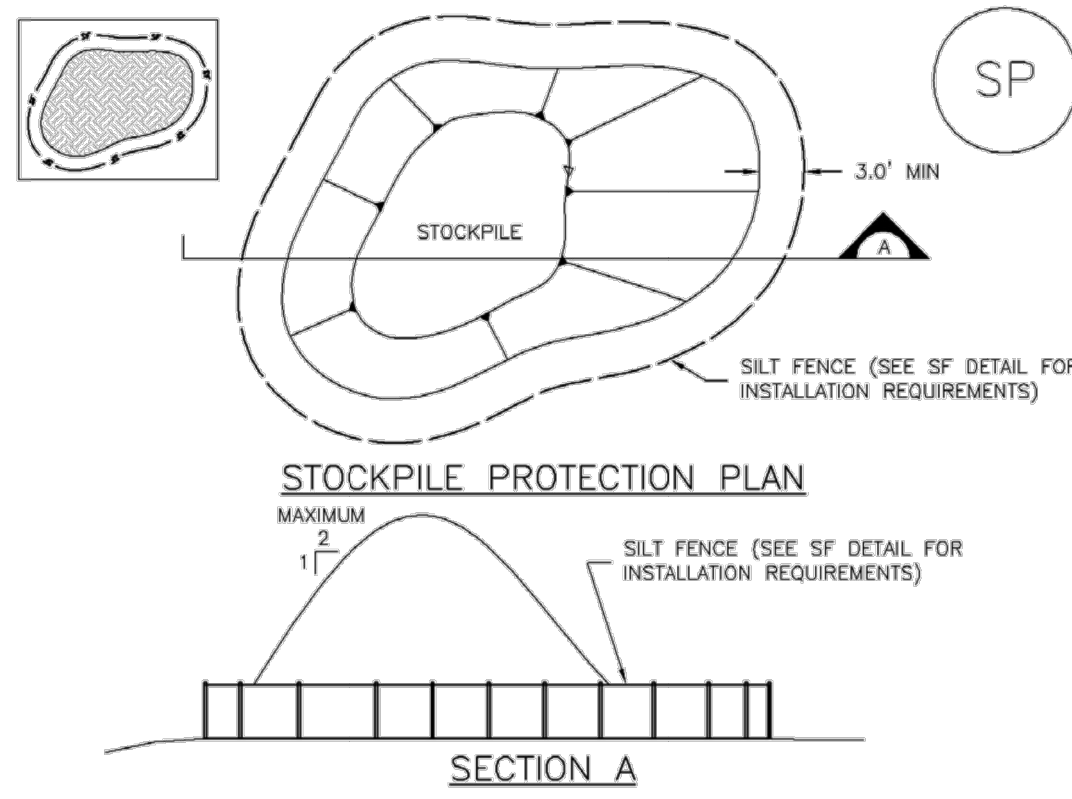 SP
3.0' MIN
STOCKPILE
A
SILT FENCE (SEE SF DETAIL FOR
INSTALLATION REQUIREMENTS)
STOCKPILE PROTECTION PLAN
MAXIMUM
2
1
SILT FENCE (SEE SF DETAIL FOR
INSTALLATION REQUIREMENTS)
SECTION A